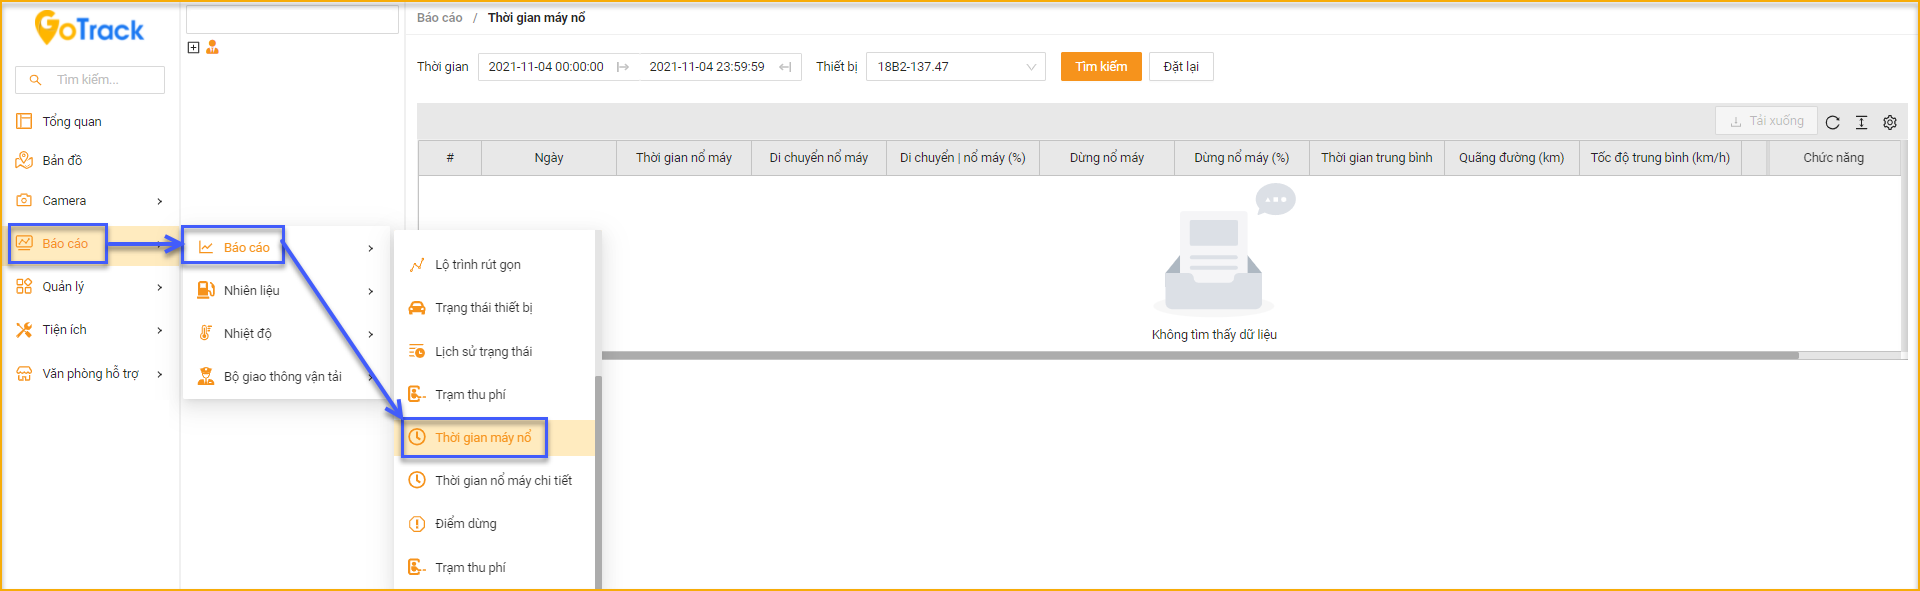 GoTrack
Tìm kiếm...
Tổng quan
Bản đồ
Camera
Báo cáo
Quản lý
Tiện ích
Văn phòng hỗ trợ
Báo cáo
Nhiên liệu
Nhiệt độ
Bộ giao thông vận tải
Lộ trình rút gọn
Trạng thái thiết bị
Lịch sử trạng thái
Trạm thu phí
Thời gian máy nổ
Thời gian nổ máy chi tiết
Điểm dừng
Trạm thu phí
Báo cáo / Thời gian máy nổ
Thời gian 2021-11-04 00:00:00 2021-11-04 23:59:59 Thiết bị 18B2-137.47 Tìm kiếm Đặt lại
Tải xuống
# Ngày Thời gian nổ máy Di chuyển nổ máy Di chuyển | nổ máy (%) Dừng nổ máy Dừng nổ máy (%) Thời gian trung bình Quãng đường (km) Tốc độ trung bình (km/h) Chức năng
Không tìm thấy dữ liệu